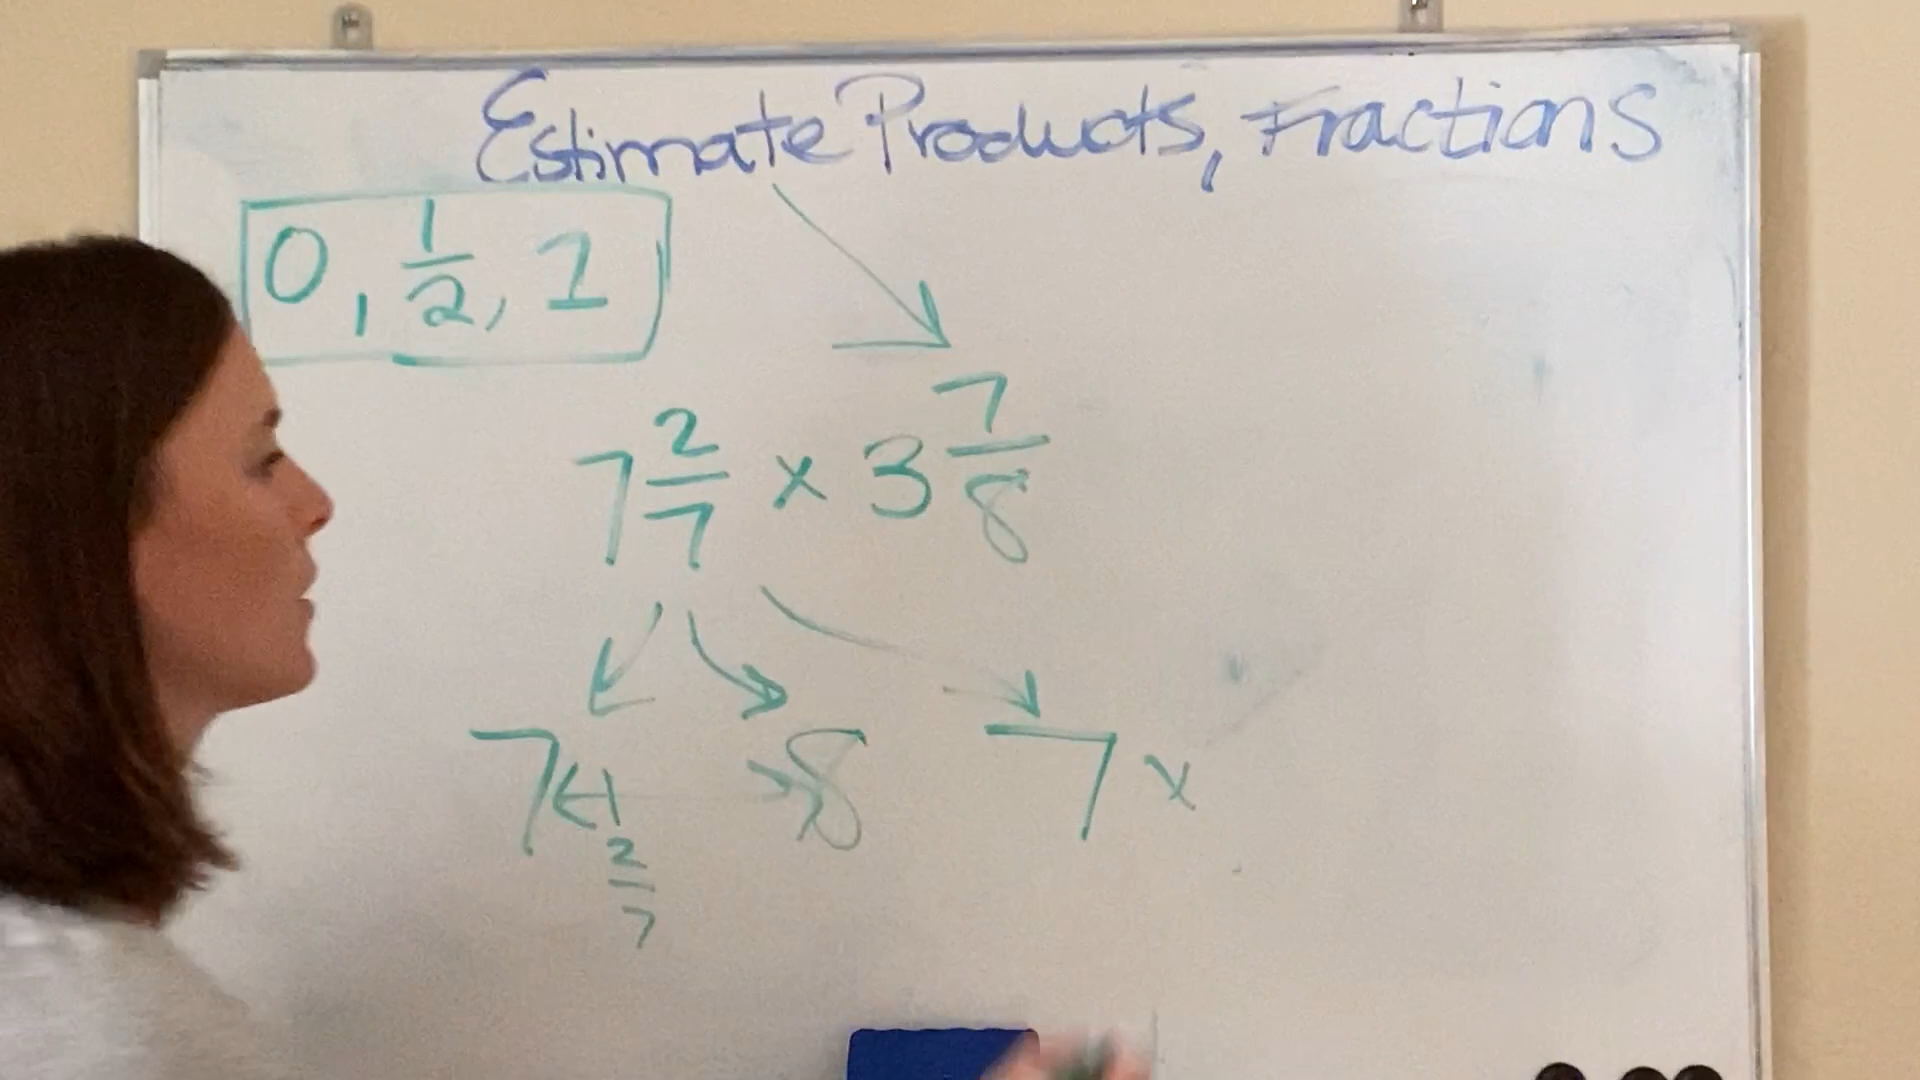 Estimate Products, Fractions
0, 1/2, 1
7 2/7 x 3 7/8
7 8 7 x
2/7